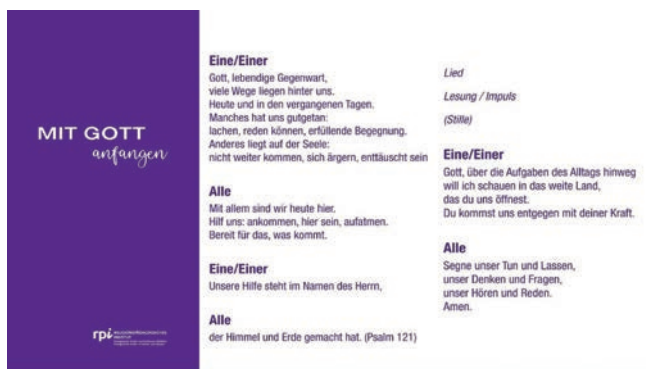 MIT GOTT
anfangen
rpi
Eine/Einer
Gott, lebendige Gegenwart,
viele Wege liegen hinter uns.
Heute und in den vergangenen Tagen.
Manches hat uns gutgetan:
lachen, reden können, erfüllende Begegnung.
Anderes liegt auf der Seele:
nicht weiter kommen, sich ärgern, enttäuscht sein
Alle
Mit allem sind wir heute hier.
Hilf uns: ankommen, hier sein, aufatmen.
Bereit für das, was kommt.
Eine/Einer
Unsere Hilfe steht im Namen des Herrn,
Alle
der Himmel und Erde gemacht hat. (Psalm 121)
Lied
Lesung / Impuls
(Stille)
Eine/Einer
Gott, über die Aufgaben des Alltags hinweg
will ich schauen in das weite Land,
das du uns öffnest.
Du kommst uns entgegen mit deiner Kraft.
Alle
Segne unser Tun und Lassen,
unser Denken und Fragen,
unser Hören und Reden.
Amen.